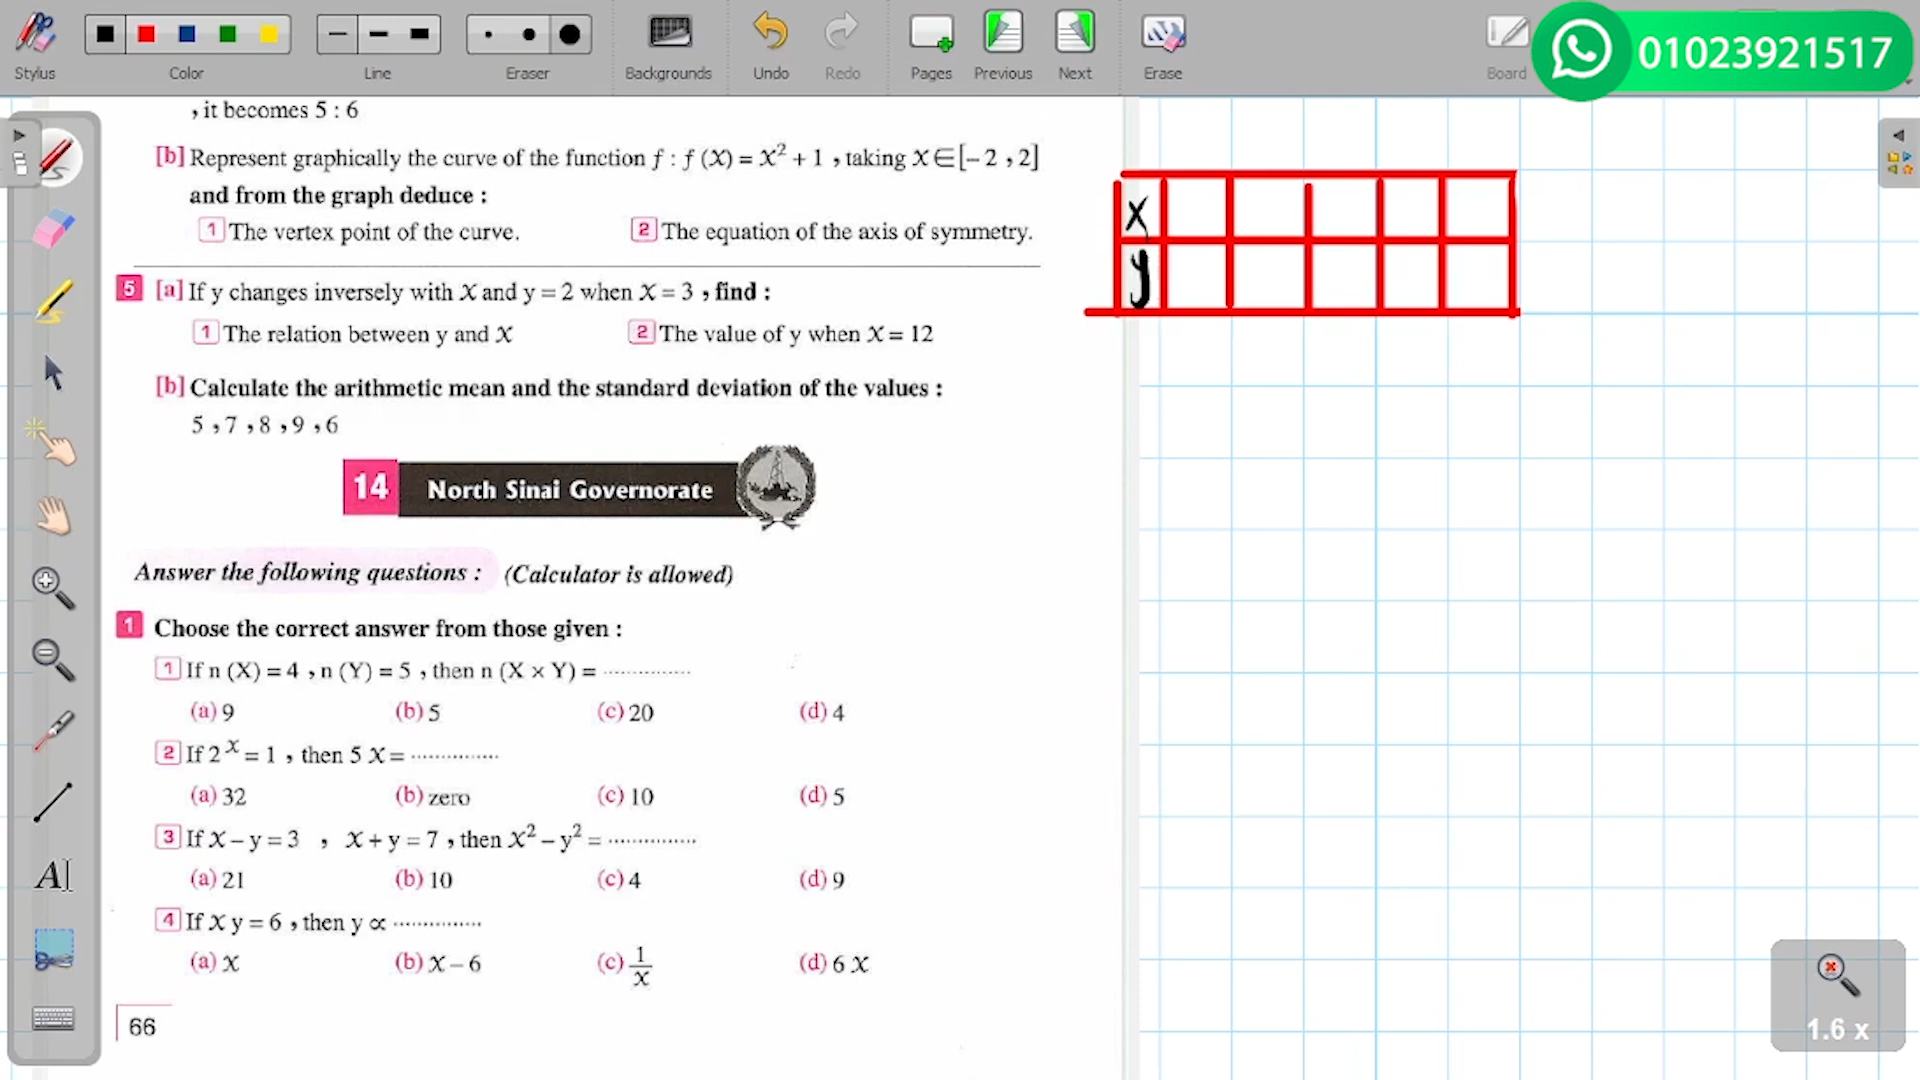 Stylus Color Line Eraser Backgrounds Undo Redo Pages Previous Next Erase Board
01023921517
, it becomes 5 : 6
[b] Represent graphically the curve of the function f : f (X) = X² + 1 , taking X ∈ [– 2 , 2]
and from the graph deduce :
1 The vertex point of the curve. 2 The equation of the axis of symmetry.
x
y
5 [a] If y changes inversely with X and y = 2 when X = 3 , find :
1 The relation between y and X 2 The value of y when X = 12
[b] Calculate the arithmetic mean and the standard deviation of the values :
5 , 7 , 8 , 9 , 6
14 North Sinai Governorate
Answer the following questions : (Calculator is allowed)
1 Choose the correct answer from those given :
1 If n (X) = 4 , n (Y) = 5 , then n (X × Y) = ..............
(a) 9 (b) 5 (c) 20 (d) 4
2 If 2^X = 1 , then 5 X = ..............
(a) 32 (b) zero (c) 10 (d) 5
3 If X – y = 3 , X + y = 7 , then X² – y² = ..............
(a) 21 (b) 10 (c) 4 (d) 9
4 If X y = 6 , then y ∝ ..............
(a) X (b) X – 6 (c) 1/X (d) 6 X
66
A
1.6 x